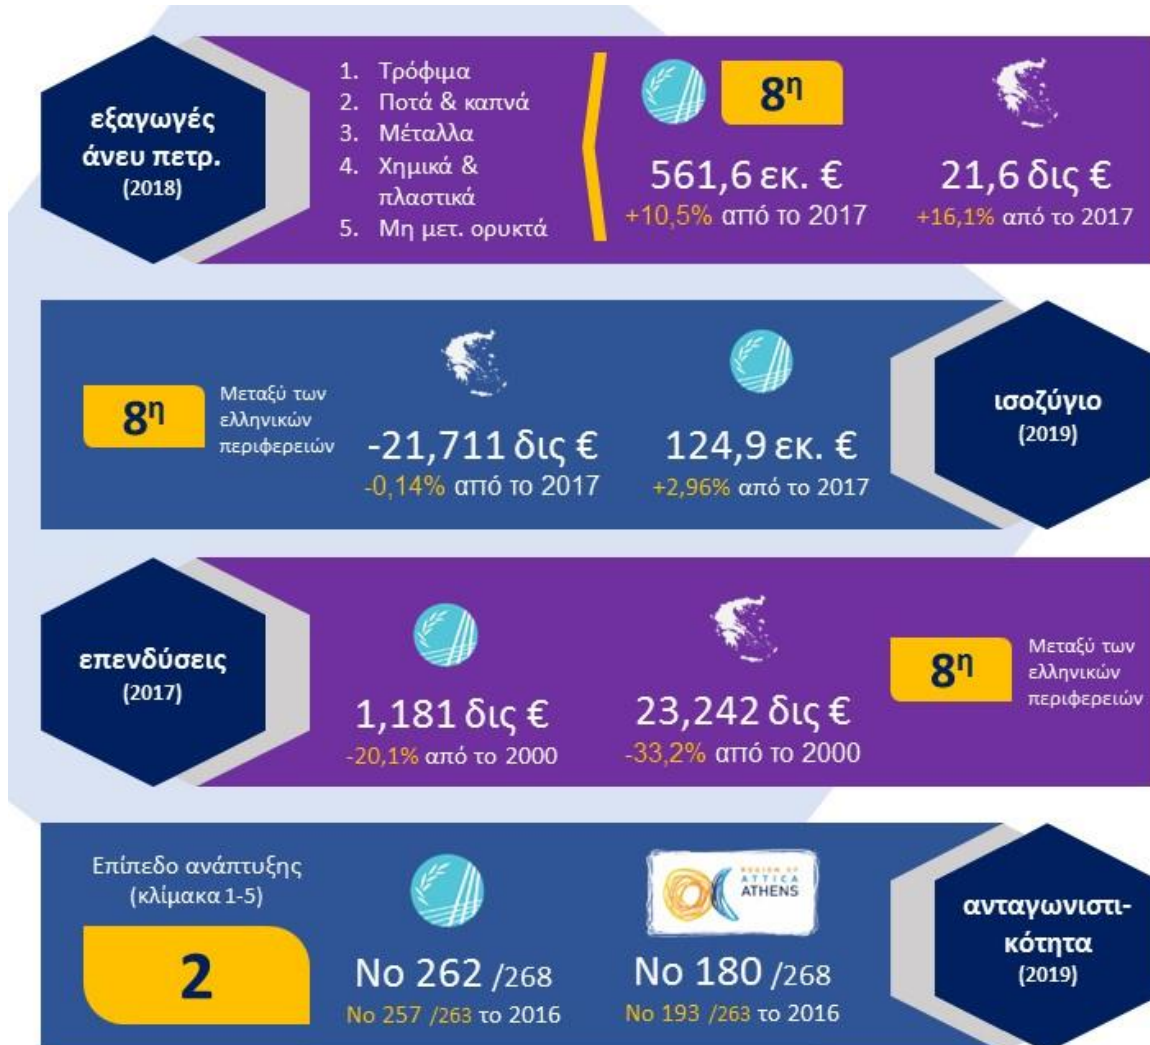 εξαγωγές
άνευ πετρ.
(2018)
1. Τρόφιμα
2. Ποτά & καπνά
3. Μέταλλα
4. Χημικά &
πλαστικά
5. Μη μετ. ορυκτά
8η
561,6 εκ. €
+10,5% από το 2017
21,6 δις €
+16,1% από το 2017
8η
Μεταξύ των
ελληνικών
περιφερειών
-21,711 δις €
-0,14% από το 2017
124,9 εκ. €
+2,96% από το 2017
ισοζύγιο
(2019)
επενδύσεις
(2017)
1,181 δις €
-20,1% από το 2000
23,242 δις €
-33,2% από το 2000
8η
Μεταξύ των
ελληνικών
περιφερειών
Επίπεδο ανάπτυξης
(κλίμακα 1-5)
2
No 262 /268
No 257 /263 το 2016
REGION OF
ATTICA
ATHENS
No 180 /268
No 193 /263 το 2016
ανταγωνιστι-
κότητα
(2019)